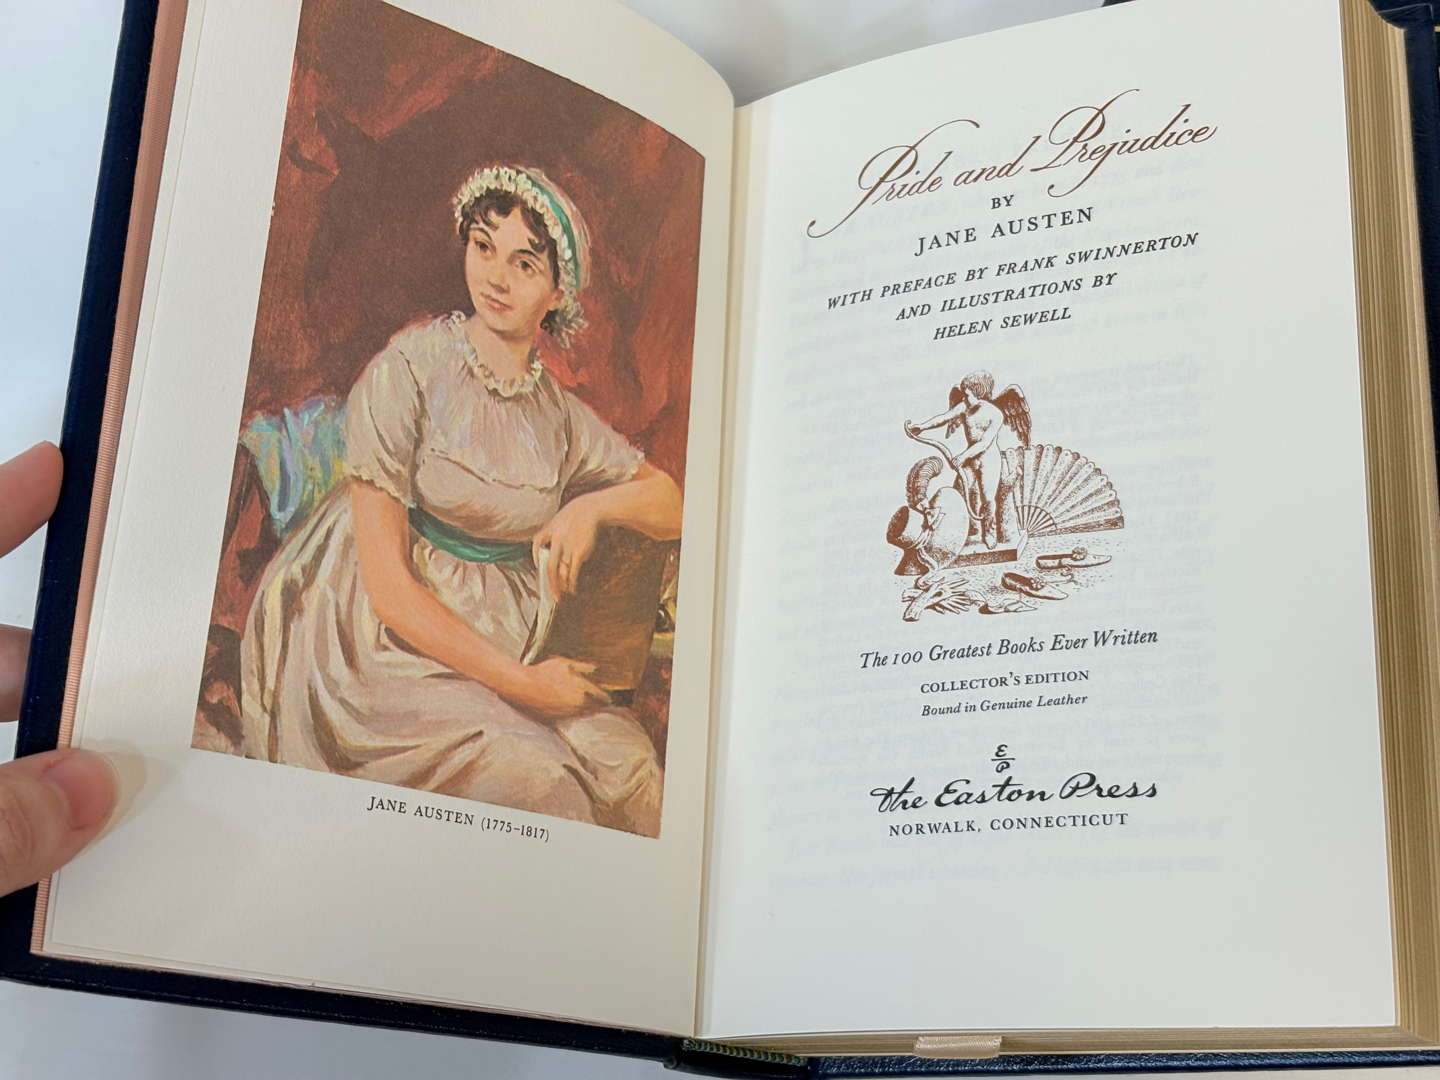 JANE AUSTEN (1775–1817)
Pride and Prejudice
BY
JANE AUSTEN
WITH PREFACE BY FRANK SWINNERTON
AND ILLUSTRATIONS BY
HELEN SEWELL
The 100 Greatest Books Ever Written
COLLECTOR'S EDITION
Bound in Genuine Leather
E
P
The Easton Press
NORWALK, CONNECTICUT